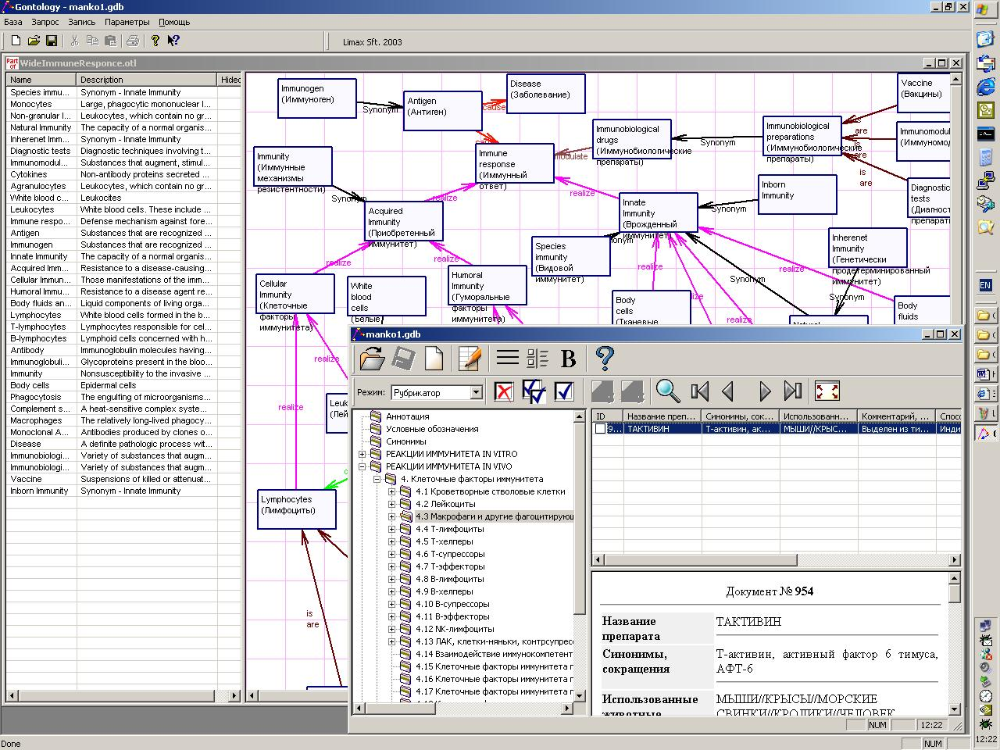 Gontology - manko1.gdb
База Запрос Запись Параметры Помощь
Limax Sft. 2003
Part of WideImmuneResponce.otl
Name Description Hidec
Species immu... Synonym - Innate Immunity
Monocytes Large, phagocytic mononuclear l...
Non-granular l... Leukocytes, which contain no gr...
Natural Immunity The capacity of a normal organis...
Inherenet Imm... Synonym - Innate Immunity
Diagnostic tests Diagnostic techniques involving t...
Immunomodul... Substances that augment, stimul...
Cytokines Non-antibody proteins secreted ...
Agranulocytes Leukocytes, which contain no gr...
White blood c... Leukocites
Leukocytes White blood cells. These include ...
Immune respo... Defense mechanism against fore...
Antigen Substances that are recognized ...
Immunogen Substances that are recognized ...
Innate Immunity The capacity of a normal organis...
Acquired Imm... Resistance to a disease-causing...
Cellular Immun... Those manifestations of the imm...
Humoral Immu... Resistance to a disease agent re...
Body fluids an... Liquid components of living orga...
Lymphocytes White blood cells formed in the b...
T-lymphocytes Lymphocytes responsible for cel...
B-lymphocytes Lymphoid cells concerned with h...
Antibody Immunoglobulin molecules having...
Immunoglobuli... Glycoproteins present in the bloo...
Immunity Nonsusceptibility to the invasive ...
Body cells Epidermal cells
Phagocytosis The engulfing of microorganisms...
Complement s... A heat-sensitive complex syste...
Macrophages The relatively long-lived phagocy...
Monoclonal A... Antibodies produced by clones o...
Disease A definite pathologic process wit...
Immunobiologi... Variety of substances that augm...
Immunobiologi... Variety of substances that augm...
Vaccine Suspensions of killed or attenuat...
Inborn Immunity Synonym - Innate Immunity
Immunogen
(Иммуноген)
Synonym
Antigen
(Антиген)
cause
Disease
(Заболевание)
Immunity
(Иммунные
механизмы
резистентности)
Synonym
Immune
response
(Иммунный
ответ)
modulate
Immunobiological
drugs
(Иммунобиологические
препараты)
Synonym
Immunobiological
preparations
(Иммунобиологические
препараты)
Vaccine
(Вакцины)
are
Immunomodul
(Иммуномод
are
is
are
Diagnostic
tests
(Диагност
препарать
Acquired
Immunity
(Приобретенный
иммунитет)
realize
realize
Innate
Immunity
(Врожденный
иммунитет)
Synonym
Inborn
Immunity
Species
immunity
(Видовой
иммунитет)
onym
Inherenet
Immunity
(Генетически
продетерминированный
иммунитет)
realize
realize
realize
Synonym
realize
Synonym
Cellular
Immunity
(Клеточные
факторы
иммунитета)
White
blood
cells
(Белые
Humoral
Immunity
(Гуморальные
факторы
иммунитета)
Body
cells
(Тканевые
lize
realize
Natural
Body
fluids
realize
Leuk
(Лей
realize
Lymphocytes
(Лимфоциты)
is
are
manko1.gdb
B ?
Режим: Рубрикатор
Аннотация
Условные обозначения
Синонимы
РЕАКЦИИ ИММУНИТЕТА IN VITRO
РЕАКЦИИ ИММУНИТЕТА IN VIVO
4. Клеточные факторы иммунитета
4.1 Кроветворные стволовые клетки
4.2 Лейкоциты
4.3 Макрофаги и другие фагоцитирующ
4.4 Т-лимфоциты
4.5 Т-хелперы
4.6 Т-супрессоры
4.7 Т-эффекторы
4.8 В-лимфоциты
4.9 В-хелперы
4.10 В-супрессоры
4.11 В-эффекторы
4.12 NK-лимфоциты
4.13 ЛАК, клетки-няньки, контрсупрес
4.14 Взаимодействие иммунокомпетент
4.15 Клеточные факторы иммунитета г
4.16 Клеточные факторы иммунитета г
4.17 Клеточные факторы иммунитета г
ID Название преп... Синонимы, сок... Использованн... Комментарий, ... Спосо
9... ТАКТИВИН Т-активин, ак... МЫШИ//КРЫС... Выделен из ти... Инди
Документ № 954
Название препарата ТАКТИВИН
Синонимы, сокращения Т-активин, активный фактор 6 тимуса, АФТ-6
Использованные животные МЫШИ//КРЫСЫ//МОРСКИЕ
СВИНКИ//КРОЛИКИ//ЧЕЛОВЕК
NUM 12:22
Done
NUM
EN
12:22